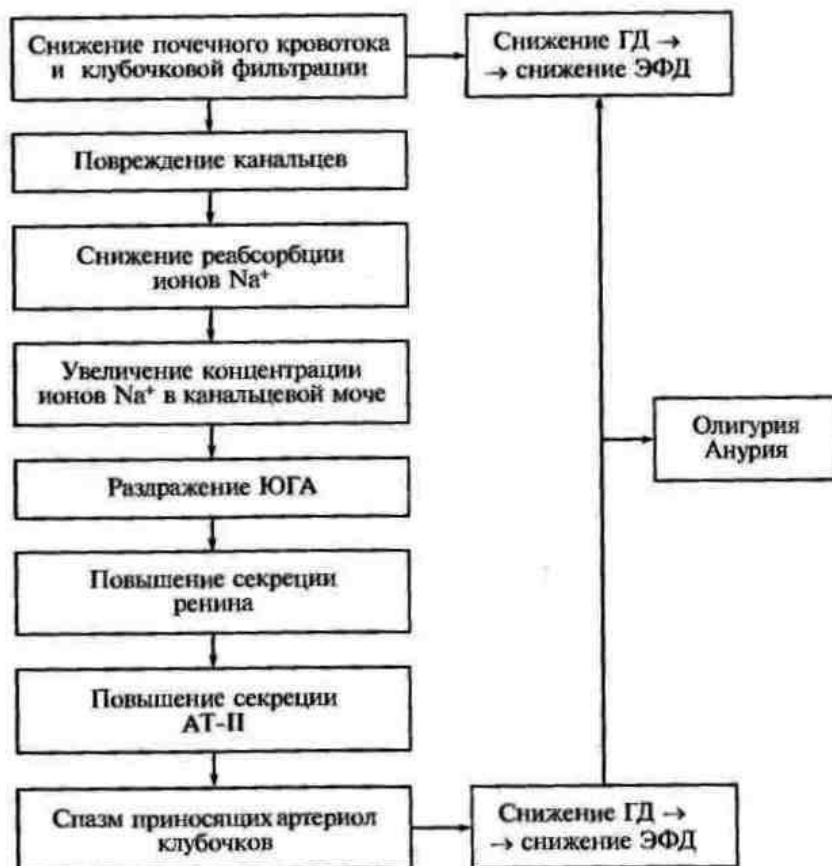 Снижение почечного кровотока
и клубочковой фильтрации
Снижение ГД →
→ снижение ЭФД
Повреждение канальцев
Снижение реабсорбции
ионов Na⁺
Увеличение концентрации
ионов Na⁺ в канальцевой моче
Олигурия
Анурия
Раздражение ЮГА
Повышение секреции
ренина
Повышение секреции
АТ-II
Спазм приносящих артериол
клубочков
Снижение ГД →
→ снижение ЭФД